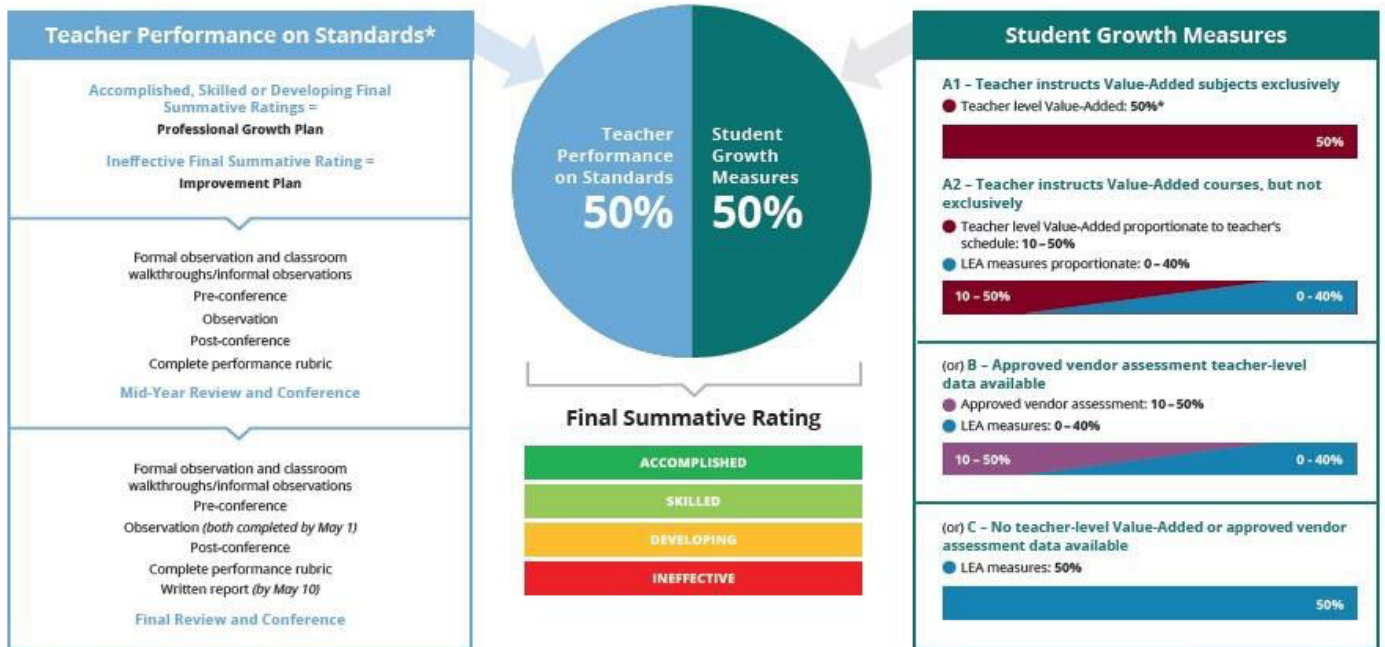 Teacher Performance on Standards*
Accomplished, Skilled or Developing Final
Summative Ratings =
Professional Growth Plan
Ineffective Final Summative Rating =
Improvement Plan
Formal observation and classroom
walkthroughs/informal observations
Pre-conference
Observation
Post-conference
Complete performance rubric
Mid-Year Review and Conference
Formal observation and classroom
walkthroughs/informal observations
Pre-conference
Observation (both completed by May 1)
Post-conference
Complete performance rubric
Written report (by May 10)
Final Review and Conference
Teacher
Performance
on Standards
50%
Student
Growth
Measures
50%
Final Summative Rating
ACCOMPLISHED
SKILLED
DEVELOPING
INEFFECTIVE
Student Growth Measures
A1 – Teacher instructs Value-Added subjects exclusively
Teacher level Value-Added: 50%*
50%
A2 – Teacher instructs Value-Added courses, but not
exclusively
Teacher level Value-Added proportionate to teacher's
schedule: 10 – 50%
LEA measures proportionate: 0 – 40%
10 – 50%
0 - 40%
(or) B – Approved vendor assessment teacher-level
data available
Approved vendor assessment: 10 – 50%
LEA measures: 0 – 40%
10 – 50%
0 - 40%
(or) C – No teacher-level Value-Added or approved vendor
assessment data available
LEA measures: 50%
50%